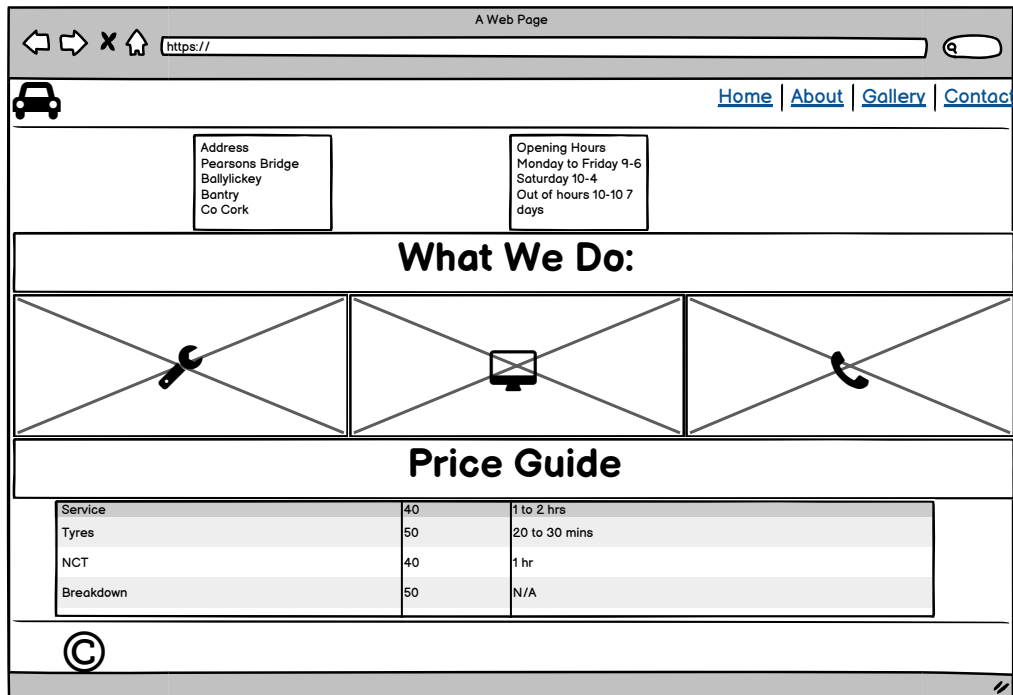 A Web Page
https://
Home | About | Gallery | Contact
Address
Pearsons Bridge
Ballylickey
Bantry
Co Cork
Opening Hours
Monday to Friday 9-6
Saturday 10-4
Out of hours 10-10 7
days
What We Do:
Price Guide
Service 40 1 to 2 hrs
Tyres 50 20 to 30 mins
NCT 40 1 hr
Breakdown 50 N/A
©